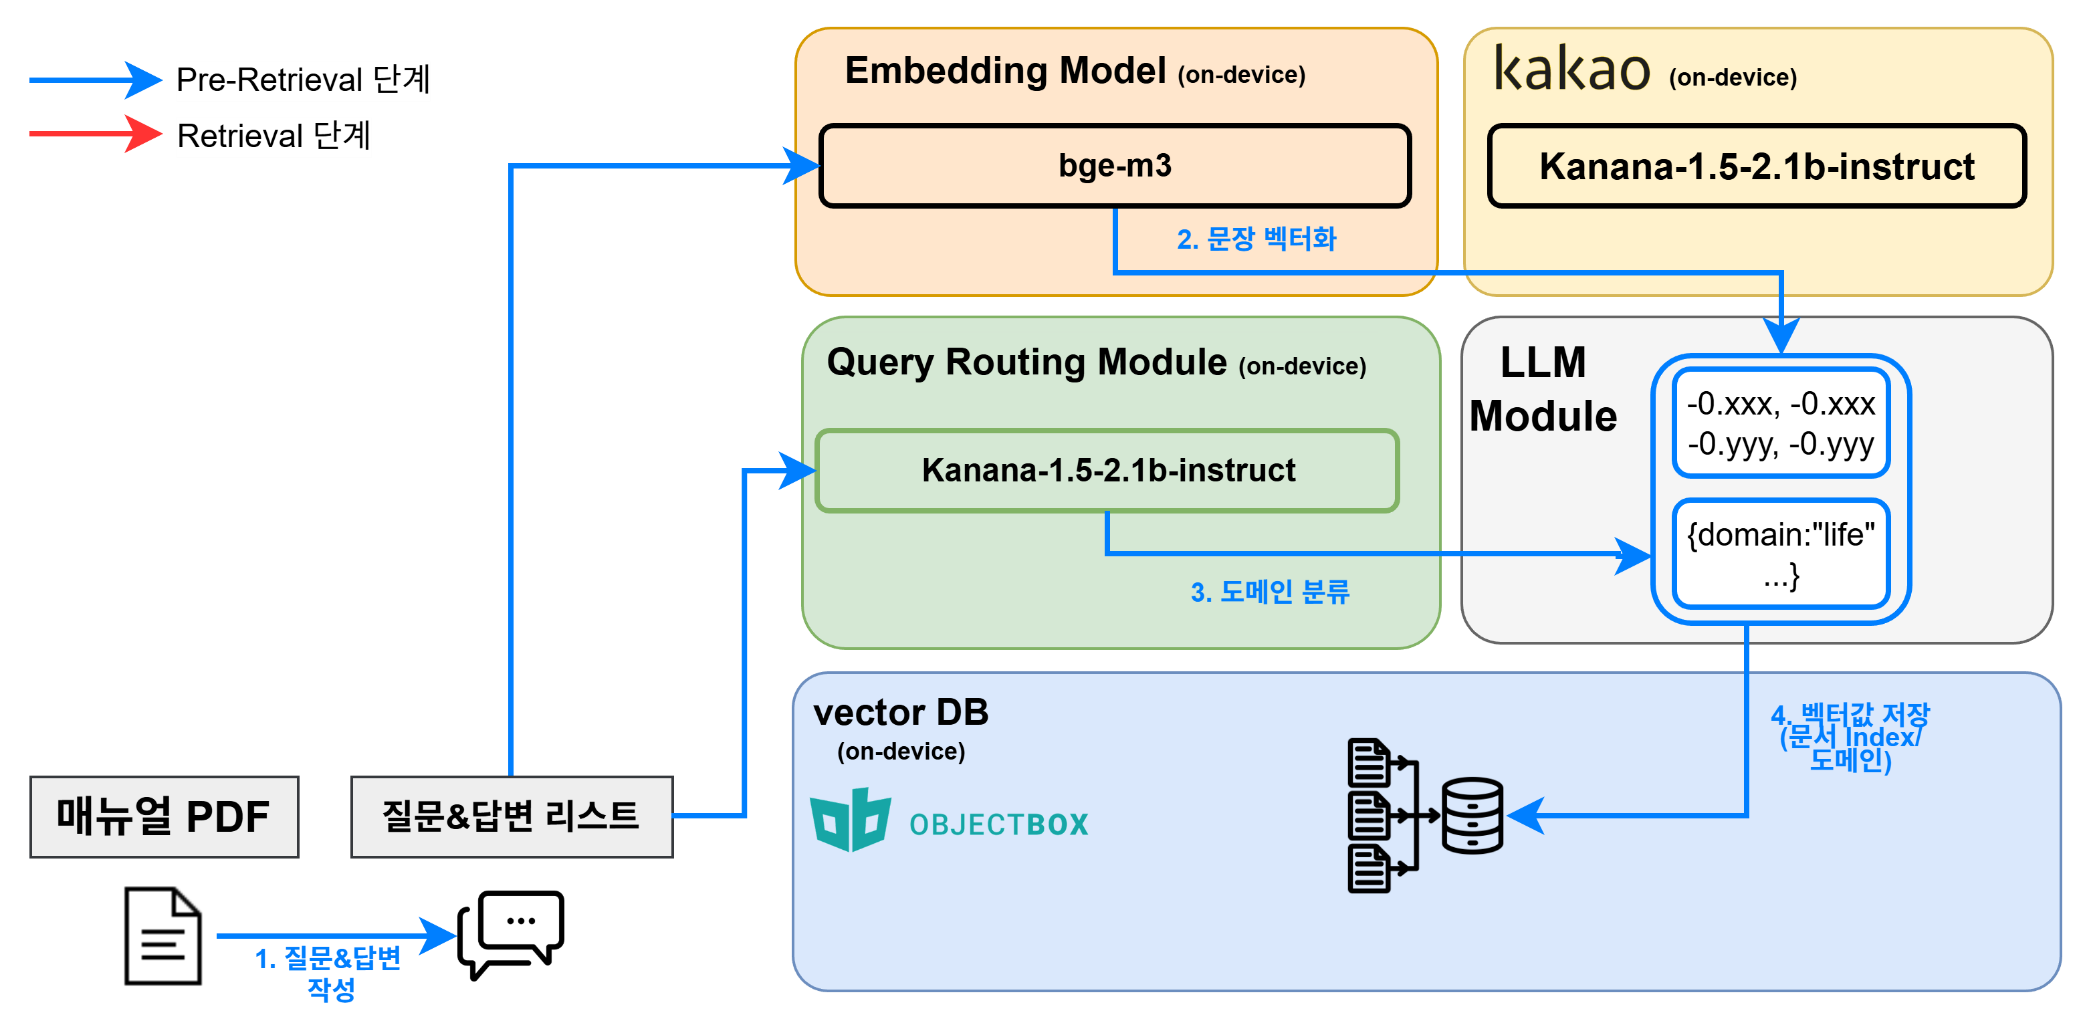 Pre-Retrieval 단계
Retrieval 단계
Embedding Model (on-device)
bge-m3
2. 문장 벡터화
kakao (on-device)
Kanana-1.5-2.1b-instruct
Query Routing Module (on-device)
Kanana-1.5-2.1b-instruct
3. 도메인 분류
LLM
Module
-0.xxx, -0.xxx
-0.yyy, -0.yyy
{domain:"life"
...}
vector DB
(on-device)
OBJECTBOX
4. 벡터값 저장
(문서 Index/
도메인)
매뉴얼 PDF
질문&답변 리스트
1. 질문&답변
작성